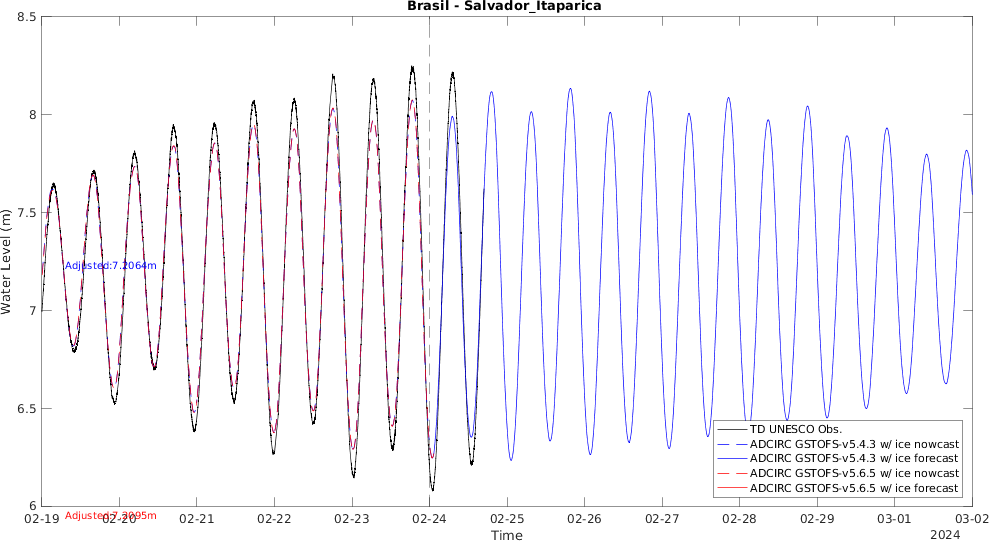 Brasil - Salvador_Itaparica
8.5
8
7.5
7
6.5
6
Water Level (m)
Adjusted:7.2064m
Adjusted:7.2095m
TD UNESCO Obs.
ADCIRC GSTOFS-v5.4.3 w/ ice nowcast
ADCIRC GSTOFS-v5.4.3 w/ ice forecast
ADCIRC GSTOFS-v5.6.5 w/ ice nowcast
ADCIRC GSTOFS-v5.6.5 w/ ice forecast
02-19 02-20 02-21 02-22 02-23 02-24 02-25 02-26 02-27 02-28 02-29 03-01 03-02
Time
2024